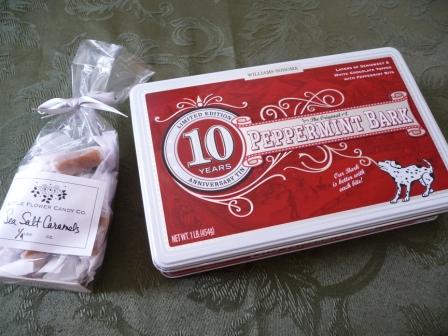 WILLIAMS-SONOMA
LAYERS OF SEMISWEET &
WHITE CHOCOLATE TOPPED
WITH PEPPERMINT BITS
LIMITED EDITION
10
YEARS
ANNIVERSARY TIN
The Original
PEPPERMINT BARK
Our Bark
is better with
each bite!
NET WT. 1 LB (454g)
FLOWER CANDY CO.
Sea Salt Caramels